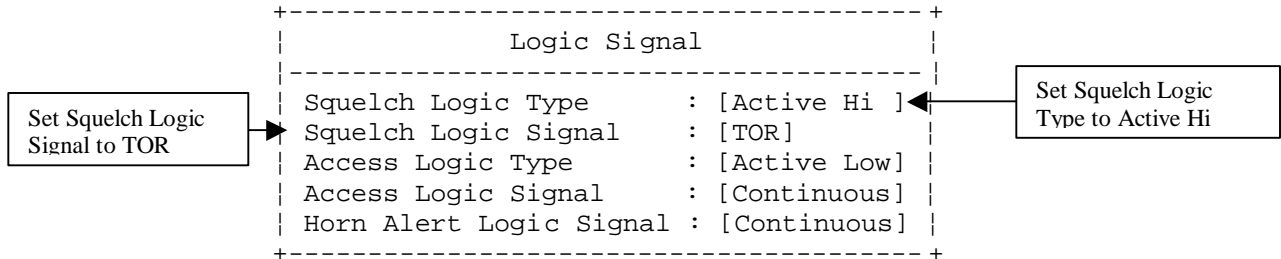 Logic Signal
Squelch Logic Type : [Active Hi ]
Squelch Logic Signal : [TOR]
Access Logic Type : [Active Low]
Access Logic Signal : [Continuous]
Horn Alert Logic Signal : [Continuous]
Set Squelch Logic
Signal to TOR
Set Squelch Logic
Type to Active Hi